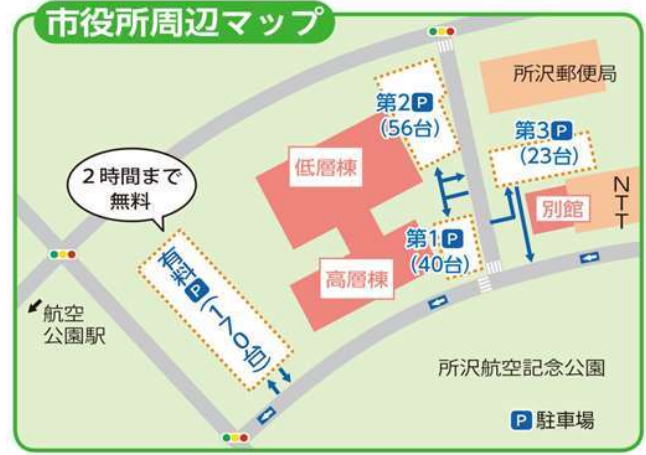 市役所周辺マップ
所沢郵便局
第2P
(56台)
第3P
(23台)
低層棟
2時間まで
無料
NTT
別館
第1P
(40台)
高層棟
有料P(170台)
航空
公園駅
所沢航空記念公園
P駐車場